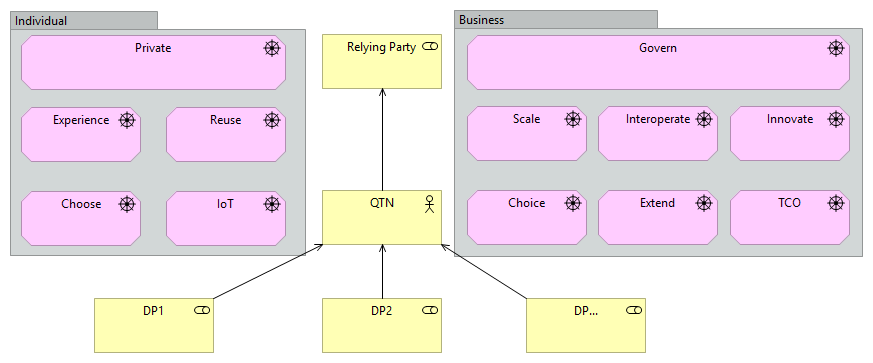 Individual
Business
Private
Relying Party
Govern
Experience
Reuse
Scale
Interoperate
Innovate
Choose
IoT
QTN
Choice
Extend
TCO
DP1
DP2
DP...